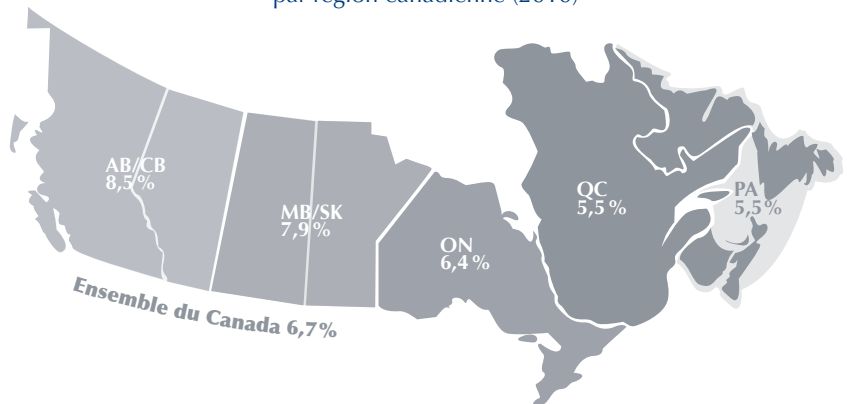 par région canadienne (2010)
AB/CB
8,5 %
MB/SK
7,9 %
ON
6,4 %
QC
5,5 %
PA
5,5 %
Ensemble du Canada 6,7 %